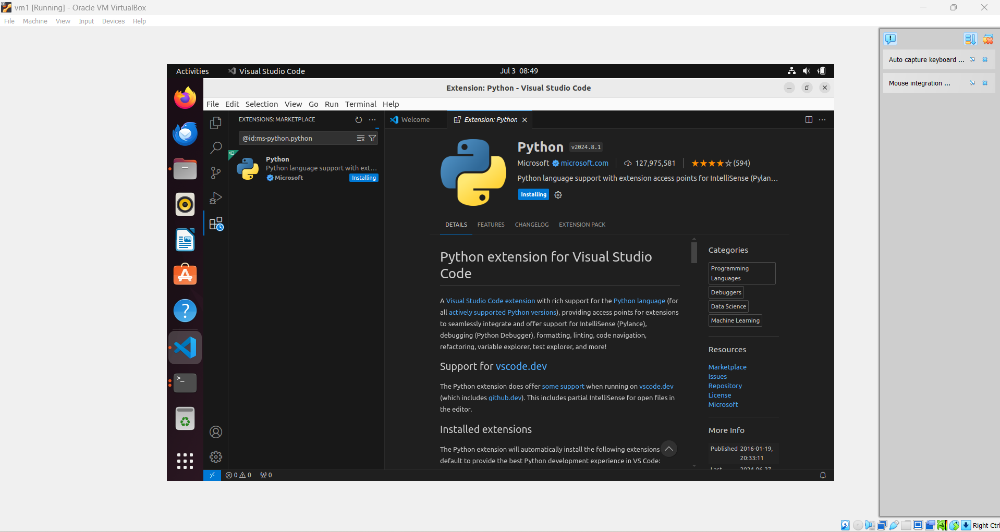 vm1 [Running] - Oracle VM VirtualBox
File Machine View Input Devices Help
Auto capture keyboard ...
Mouse integration ...
Activities Visual Studio Code Jul 3 08:49
Extension: Python - Visual Studio Code
File Edit Selection View Go Run Terminal Help
EXTENSIONS: MARKETPLACE
Welcome Extension: Python
@id:ms-python.python
Python
Python language support with ext...
Microsoft Installing
Python v2024.8.1
Microsoft microsoft.com 127,975,581 (594)
Python language support with extension access points for IntelliSense (Pylan...
Installing
DETAILS FEATURES CHANGELOG EXTENSION PACK
Python extension for Visual Studio
Code
A Visual Studio Code extension with rich support for the Python language (for
all actively supported Python versions), providing access points for extensions
to seamlessly integrate and offer support for IntelliSense (Pylance),
debugging (Python Debugger), formatting, linting, code navigation,
refactoring, variable explorer, test explorer, and more!
Support for vscode.dev
The Python extension does offer some support when running on vscode.dev
(which includes github.dev). This includes partial IntelliSense for open files in
the editor.
Installed extensions
The Python extension will automatically install the following extensions
default to provide the best Python development experience in VS Code:
Categories
Programming
Languages
Debuggers
Data Science
Machine Learning
Resources
Marketplace
Issues
Repository
License
Microsoft
More Info
Published 2016-01-19,
20:33:11
Last 2024-06-27,
0 0 0
Right Ctrl